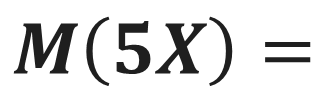 M(5X) =